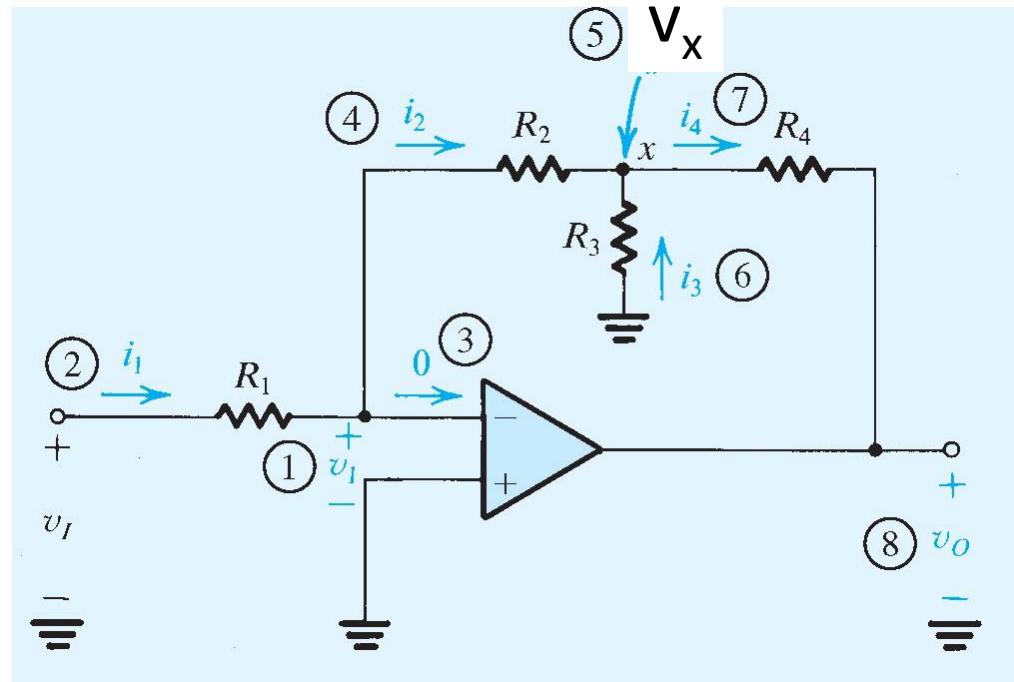 5 Vx
4 i2 R2 i4 7 R4
x
R3
i3 6
3
2 i1 R1 0
−
+ 1 + v1 − +
vI
+
8 vO
− −